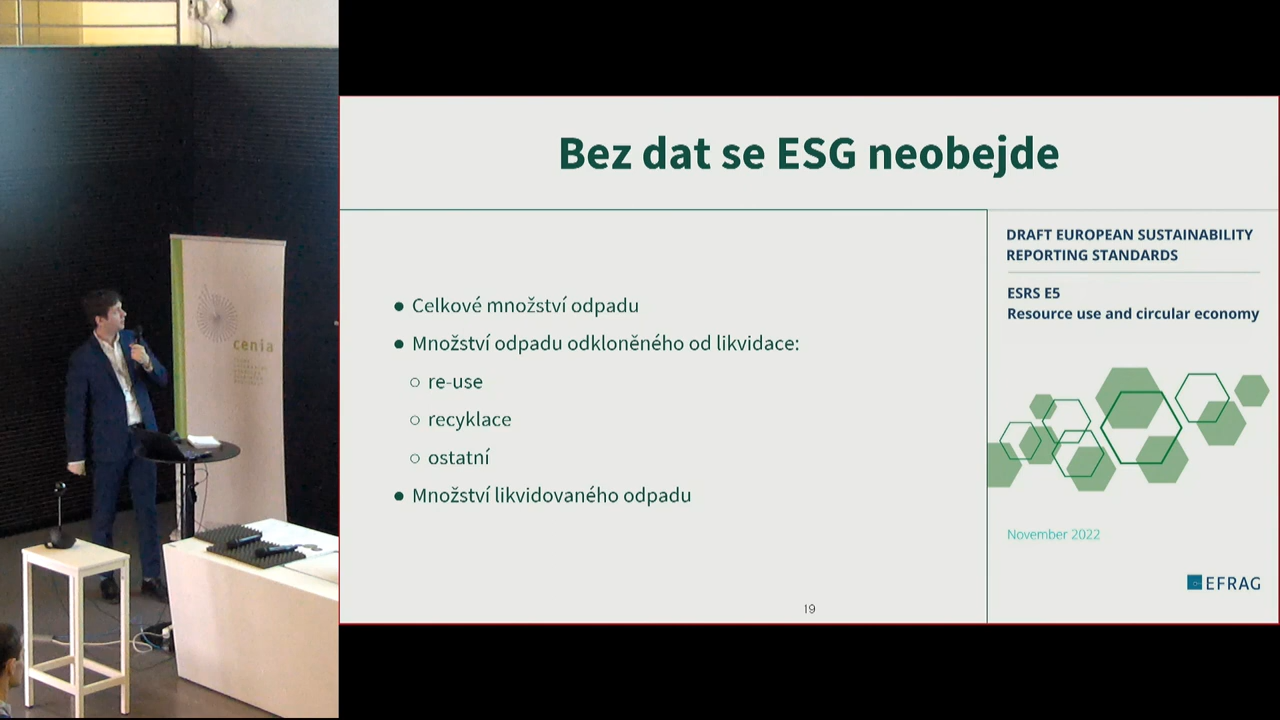 Bez dat se ESG neobejde
● Celkové množství odpadu
● Množství odpadu odkloněného od likvidace:
○ re-use
○ recyklace
○ ostatní
● Množství likvidovaného odpadu
19
DRAFT EUROPEAN SUSTAINABILITY
REPORTING STANDARDS
ESRS E5
Resource use and circular economy
November 2022
EFRAG
cenia